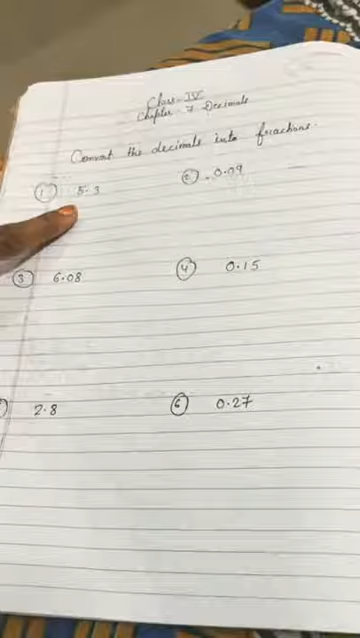 Class - IV
Chapter - 7 Decimals
Convert the decimals into fractions.
① 5.3
② 0.09
③ 6.08
④ 0.15
2.8
⑥ 0.27